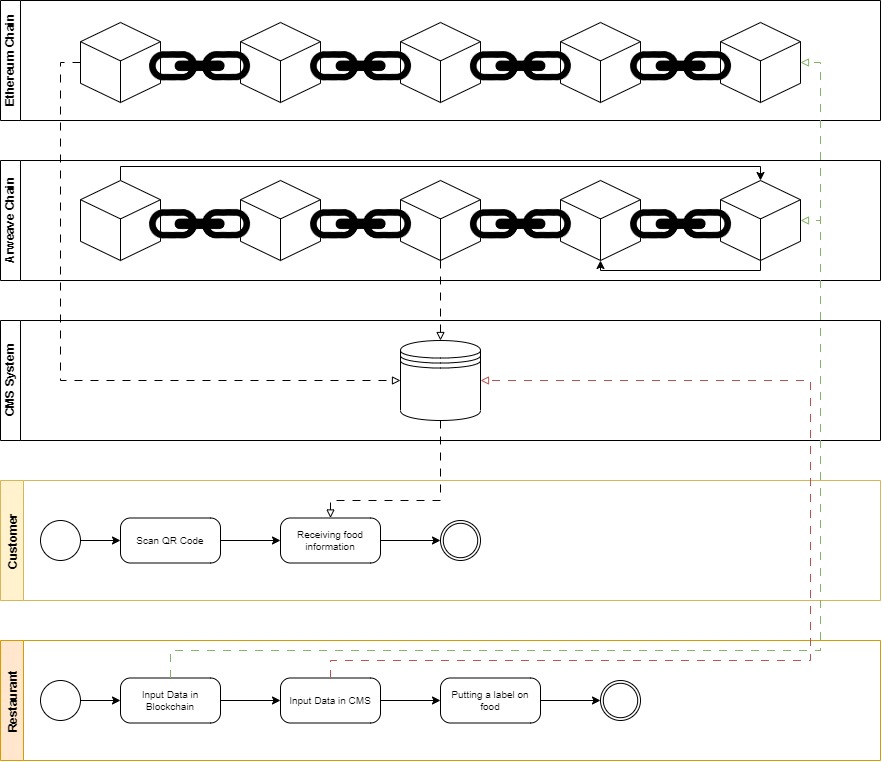 Ethereum Chain
Arweave Chain
CMS System
Customer
Scan QR Code
Receiving food
information
Restaurant
Input Data in
Blockchain
Input Data in CMS
Putting a label on
food